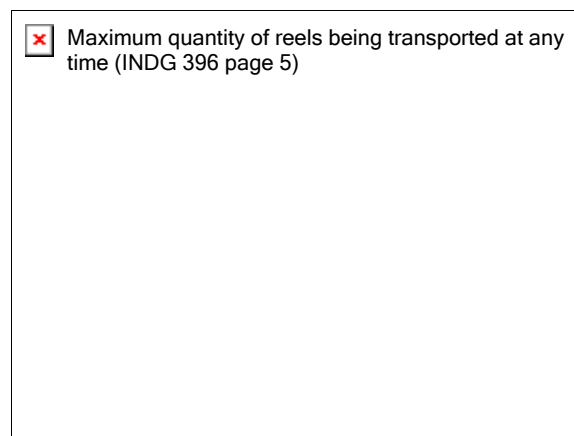 Maximum quantity of reels being transported at any
time (INDG 396 page 5)